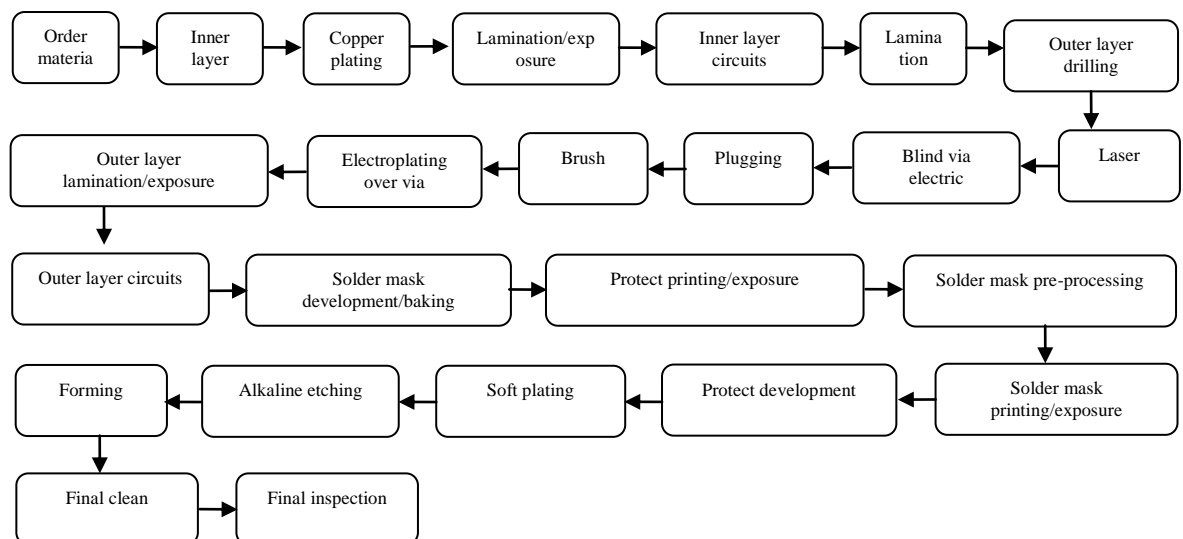 Order
materia
Inner
layer
Copper
plating
Lamination/exp
osure
Inner layer
circuits
Lamina
tion
Outer layer
drilling
Laser
Blind via
electric
Plugging
Brush
Electroplating
over via
Outer layer
lamination/exposure
Outer layer circuits
Solder mask
development/baking
Protect printing/exposure
Solder mask pre-processing
Solder mask
printing/exposure
Protect development
Soft plating
Alkaline etching
Forming
Final clean
Final inspection